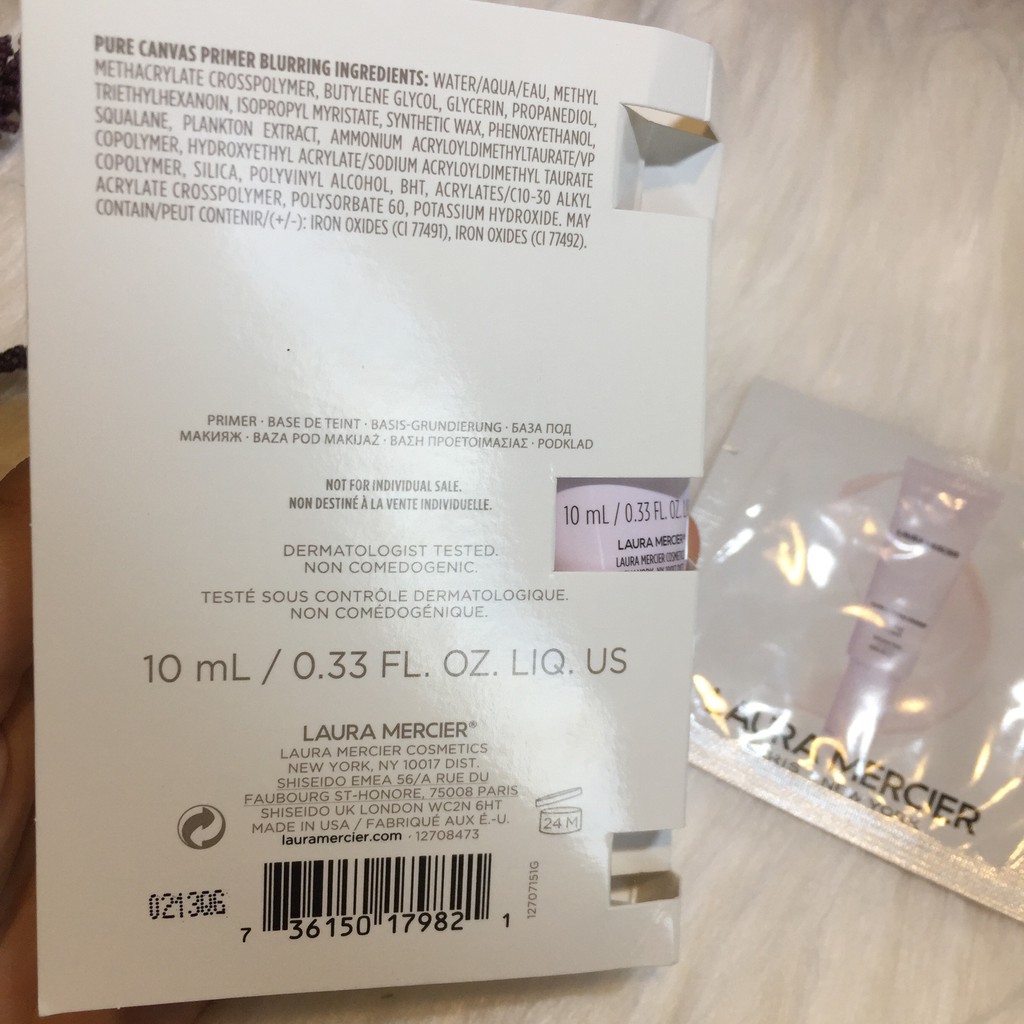 PURE CANVAS PRIMER BLURRING INGREDIENTS: WATER/AQUA/EAU, METHYL
METHACRYLATE CROSSPOLYMER, BUTYLENE GLYCOL, GLYCERIN, PROPANEDIOL,
TRIETHYLHEXANOIN, ISOPROPYL MYRISTATE, SYNTHETIC WAX, PHENOXYETHANOL,
SQUALANE, PLANKTON EXTRACT, AMMONIUM ACRYLOYLDIMETHYLTAURATE/VP
COPOLYMER, HYDROXYETHYL ACRYLATE/SODIUM ACRYLOYLDIMETHYL TAURATE
COPOLYMER, SILICA, POLYVINYL ALCOHOL, BHT, ACRYLATES/C10-30 ALKYL
ACRYLATE CROSSPOLYMER, POLYSORBATE 60, POTASSIUM HYDROXIDE. MAY
CONTAIN/PEUT CONTENIR/(+/-): IRON OXIDES (CI 77491), IRON OXIDES (CI 77492).
PRIMER · BASE DE TEINT · BASIS-GRUNDIERUNG · БАЗА ПОД
МАКИЯЖ · BAZA POD MAKIJAŻ · ΒΑΣΗ ΠΡΟΕΤΟΙΜΑΣΙΑΣ · PODKLAD
NOT FOR INDIVIDUAL SALE.
NON DESTINÉ À LA VENTE INDIVIDUELLE.
DERMATOLOGIST TESTED.
NON COMEDOGENIC.
TESTÉ SOUS CONTRÔLE DERMATOLOGIQUE.
NON COMÉDOGÉNIQUE.
10 mL / 0.33 FL. OZ. LIQ. US
LAURA MERCIER®
LAURA MERCIER COSMETICS
NEW YORK, NY 10017 DIST.
SHISEIDO EMEA 56/A RUE DU
FAUBOURG ST-HONORE, 75008 PARIS
SHISEIDO UK LONDON WC2N 6HT
MADE IN USA / FABRIQUÉ AUX É.-U.
lauramercier.com · 12708473
24 M
0213QG
7 36150 17982 1
12707151G
10 mL / 0.33 FL. OZ.
LAURA MERCIER
LAURA MERCIER COSMETICS
NY 10017
LAURA MERCIER